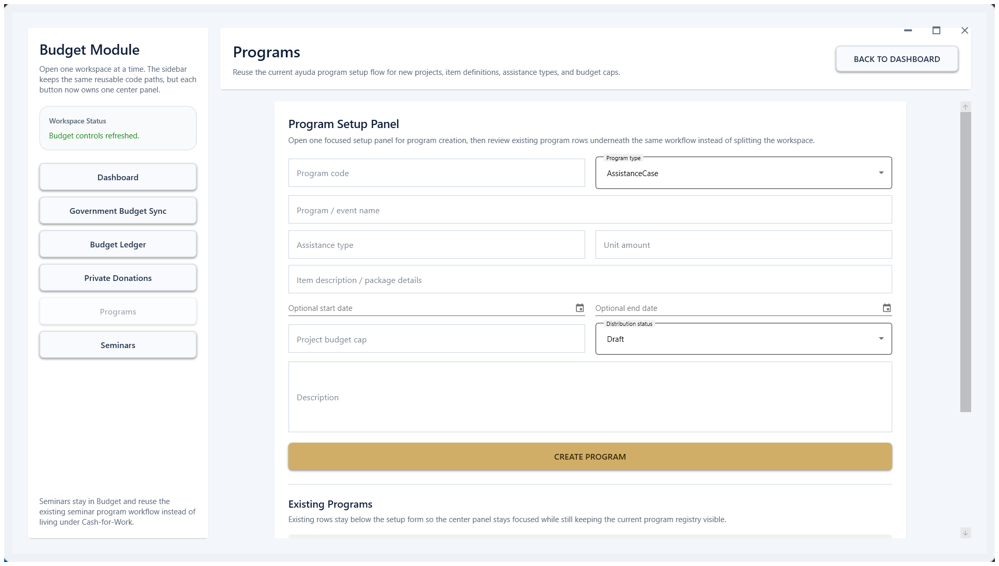 Budget Module
Open one workspace at a time. The sidebar
keeps the same reusable code paths, but each
button now owns one center panel.
Workspace Status
Budget controls refreshed.
Dashboard
Government Budget Sync
Budget Ledger
Private Donations
Programs
Seminars
Seminars stay in Budget and reuse the
existing seminar program workflow instead of
living under Cash-for-Work.
Programs
Reuse the current ayuda program setup flow for new projects, item definitions, assistance types, and budget caps.
BACK TO DASHBOARD
Program Setup Panel
Open one focused setup panel for program creation, then review existing program rows underneath the same workflow instead of splitting the workspace.
Program code
Program type
AssistanceCase
Program / event name
Assistance type
Unit amount
Item description / package details
Optional start date
Optional end date
Project budget cap
Distribution status
Draft
Description
CREATE PROGRAM
Existing Programs
Existing rows stay below the setup form so the center panel stays focused while still keeping the current program registry visible.